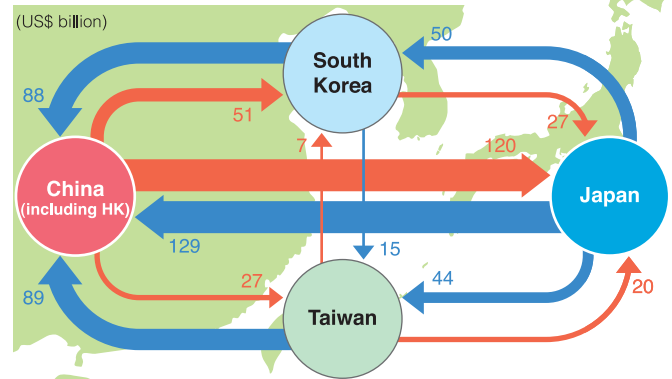 (US$ billion)
50
South
Korea
88
51
27
7
120
China
(including HK)
Japan
129
15
44
27
20
89
Taiwan